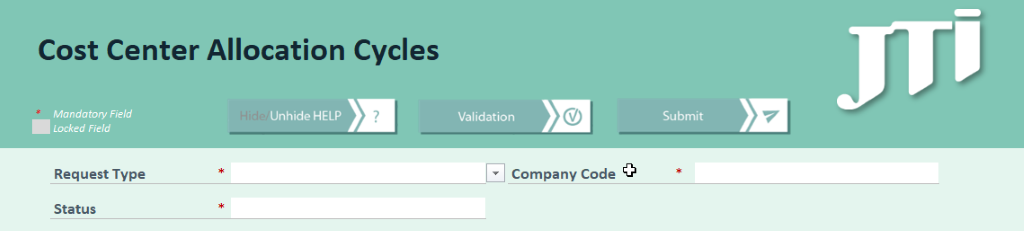 Cost Center Allocation Cycles
JTi
* Mandatory Field
Locked Field
Hide/Unhide HELP ?
Validation
Submit
Request Type *
Company Code *
Status *